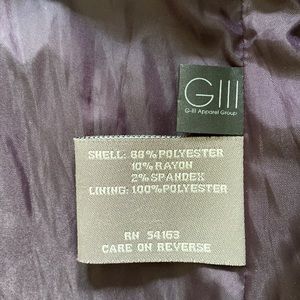 GIII
G-III Apparel Group
SHELL: 88% POLYESTER
10% RAYON
2% SPANDEX
LINING: 100% POLYESTER
RN 54163
CARE ON REVERSE